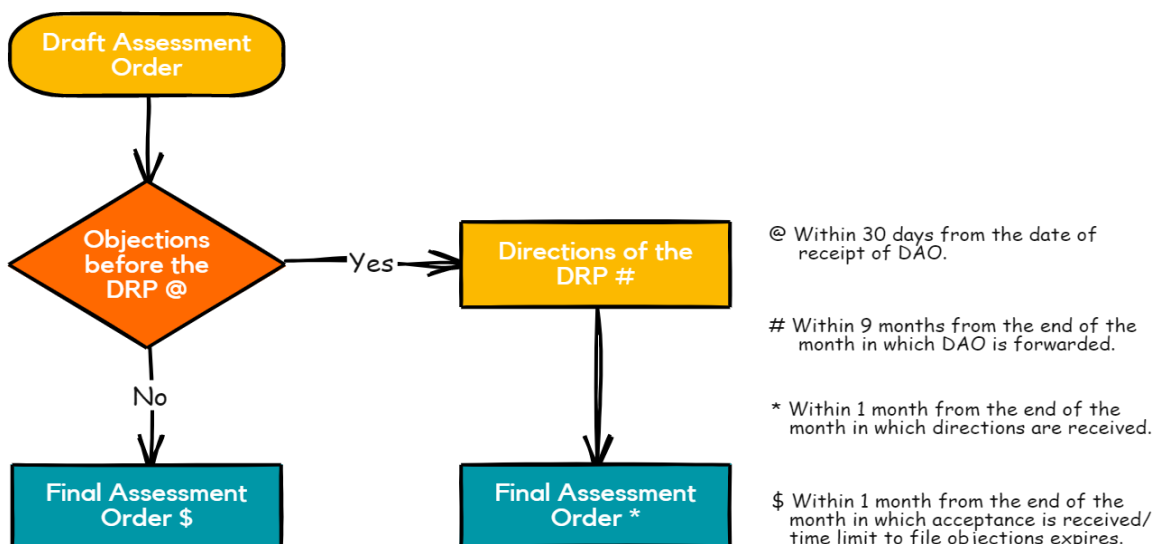 Draft Assessment
Order
Objections
before the
DRP @
Yes
Directions of the
DRP #
No
Final Assessment
Order $
Final Assessment
Order *
@ Within 30 days from the date of
receipt of DAO.
# Within 9 months from the end of the
month in which DAO is forwarded.
* Within 1 month from the end of the
month in which directions are received.
$ Within 1 month from the end of the
month in which acceptance is received/
time limit to file objections expires.